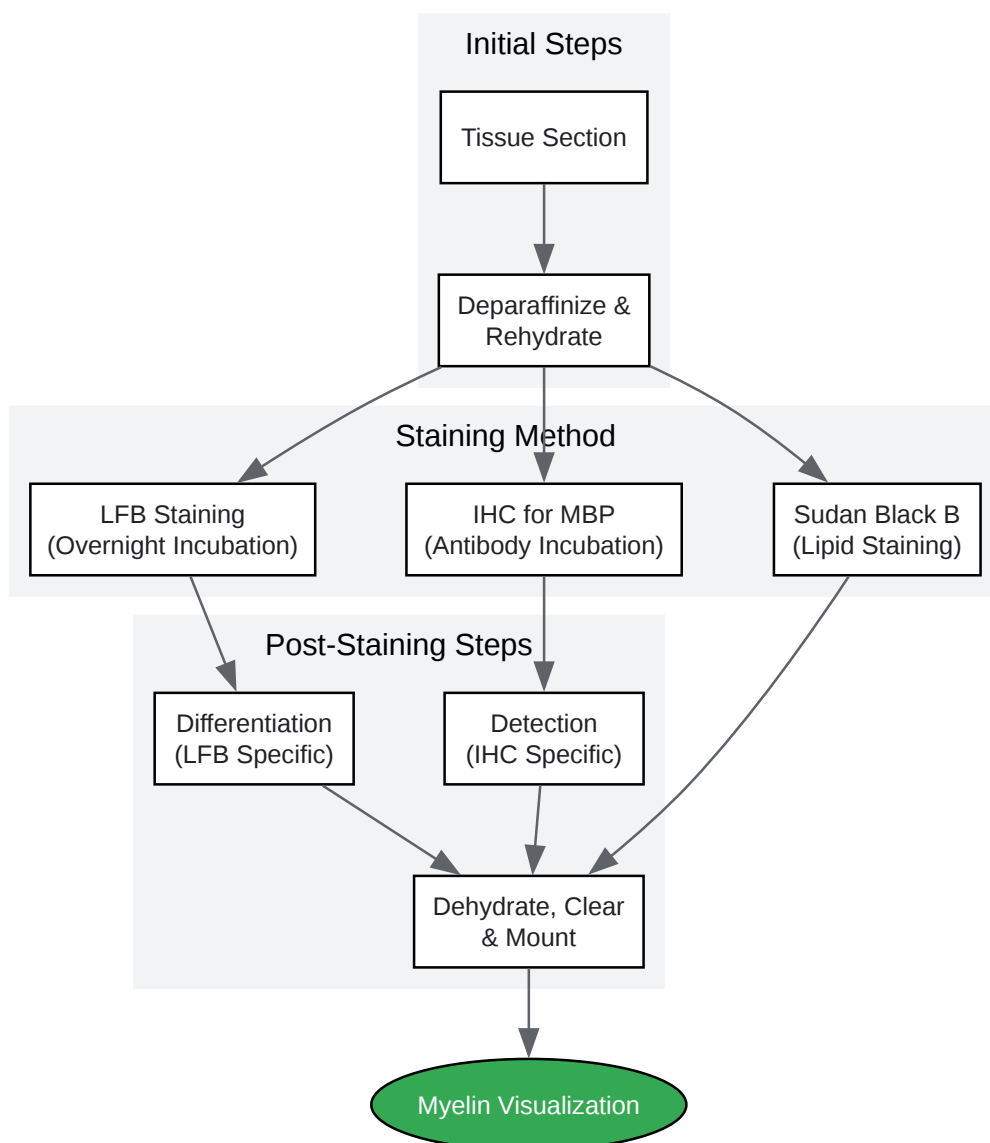 Initial Steps
Tissue Section
Deparaffinize &
Rehydrate
Staining Method
LFB Staining
(Overnight Incubation)
IHC for MBP
(Antibody Incubation)
Sudan Black B
(Lipid Staining)
Post-Staining Steps
Differentiation
(LFB Specific)
Detection
(IHC Specific)
Dehydrate, Clear
& Mount
Myelin Visualization